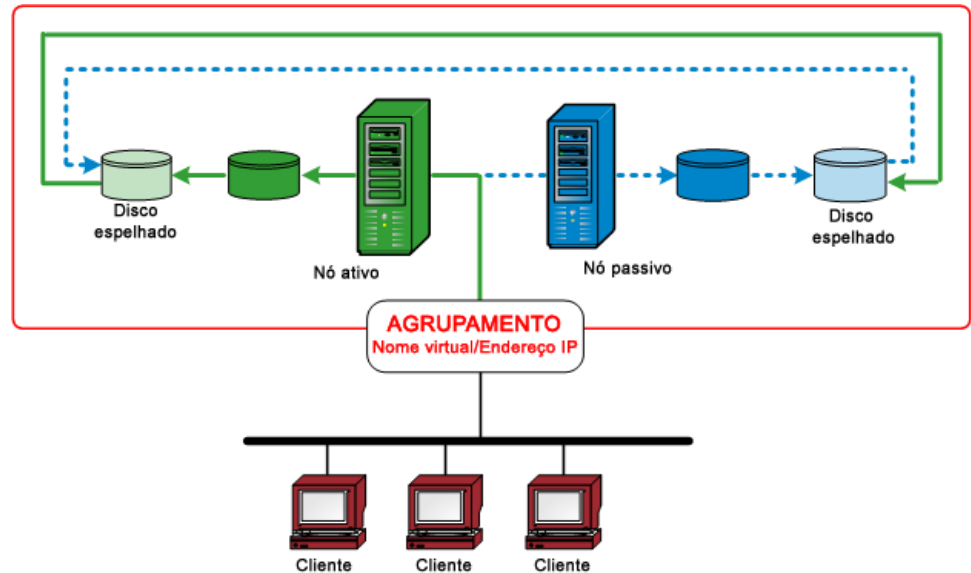 Disco
espelhado
Nó ativo
Nó passivo
Disco
espelhado
AGRUPAMENTO
Nome virtual/Endereço IP
Cliente
Cliente
Cliente